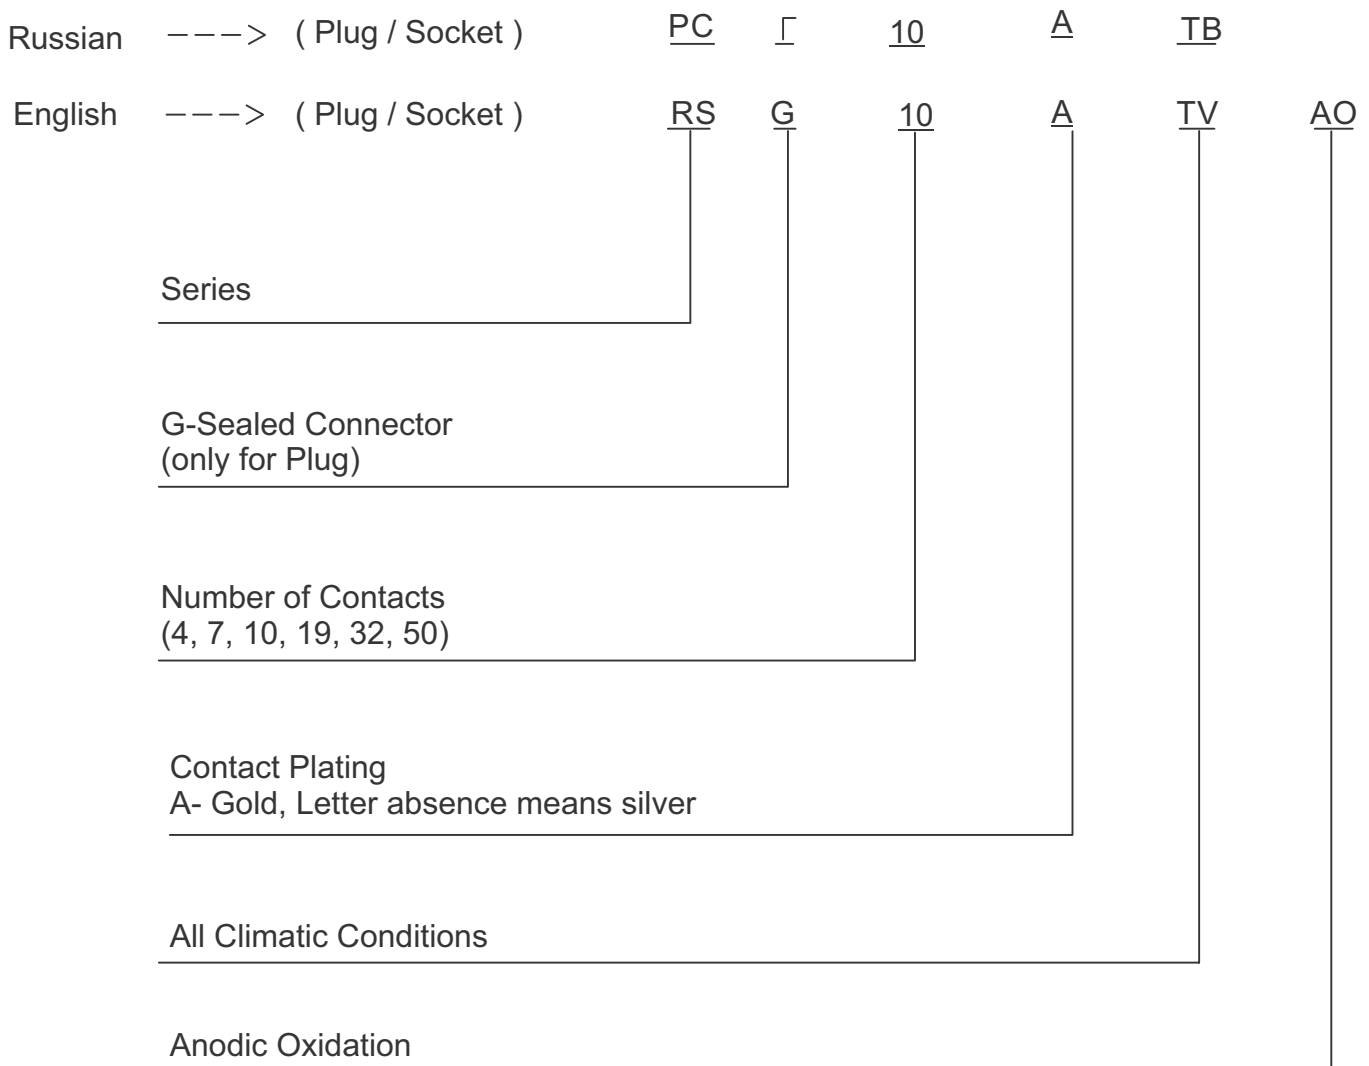 Russian ---> ( Plug / Socket ) РС Г 10 А ТВ
English ---> ( Plug / Socket ) RS G 10 A TV AO
Series
G-Sealed Connector
(only for Plug)
Number of Contacts
(4, 7, 10, 19, 32, 50)
Contact Plating
A- Gold, Letter absence means silver
All Climatic Conditions
Anodic Oxidation